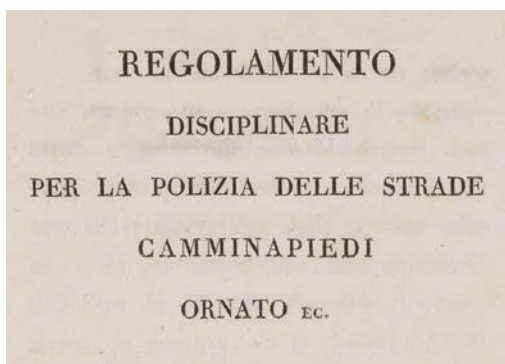 REGOLAMENTO
DISCIPLINARE
PER LA POLIZIA DELLE STRADE
CAMMINAPIEDI
ORNATO EC.